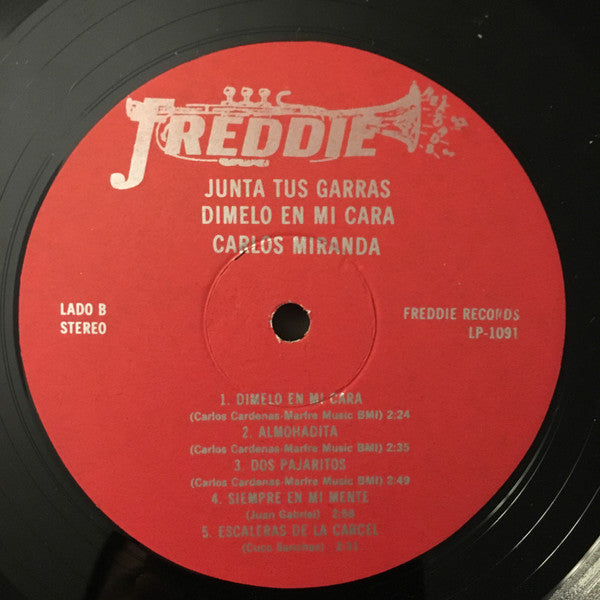 FREDDIE
JUNTA TUS GARRAS
DIMELO EN MI CARA
CARLOS MIRANDA
LADO B
STEREO
FREDDIE RECORDS
LP-1091
1. DIMELO EN MI CARA
(Carlos Cardenas-Marfre Music BMI) 2:24
2. ALMOHADITA
(Carlos Cardenas-Marfre Music BMI) 2:35
3. DOS PAJARITOS
(Carlos Cardenas-Marfre Music BMI) 2:49
4. SIEMPRE EN MI MENTE
(Juan Gabriel)
5. ESCALERAS DE LA CARCEL
(Cuco